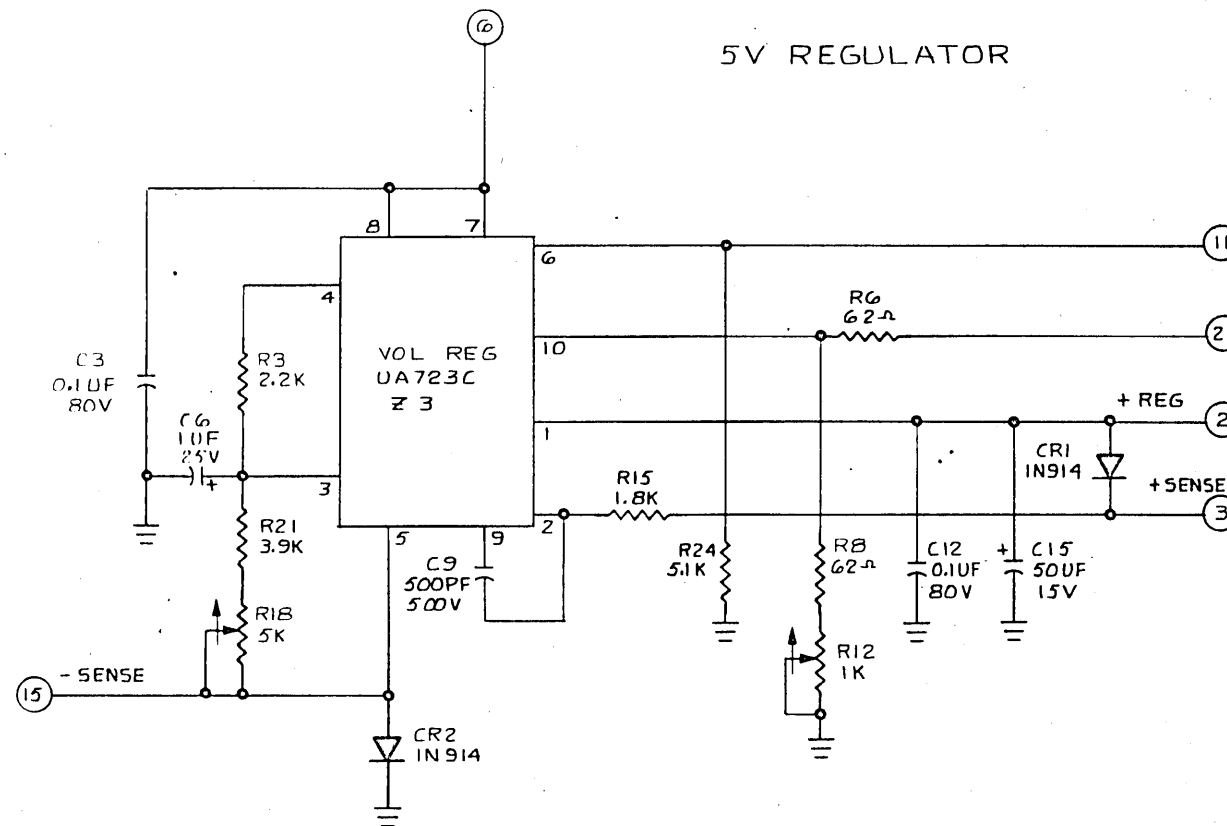 6
5V REGULATOR
8
7
6
11
4
R6
62Ω
2
10
C3
0.1UF
80V
R3
2.2K
VOL REG
UA723C
Z3
+ REG
2
C6
1UF
25V
1
CR1
1N914
+
3
R15
1.8K
+ SENSE
3
2
5
9
R21
3.9K
C9
500PF
500V
R24
5.1K
R8
62Ω
C12
0.1UF
80V
+
C15
50UF
15V
R18
5K
R12
1K
- SENSE
15
CR2
1N914